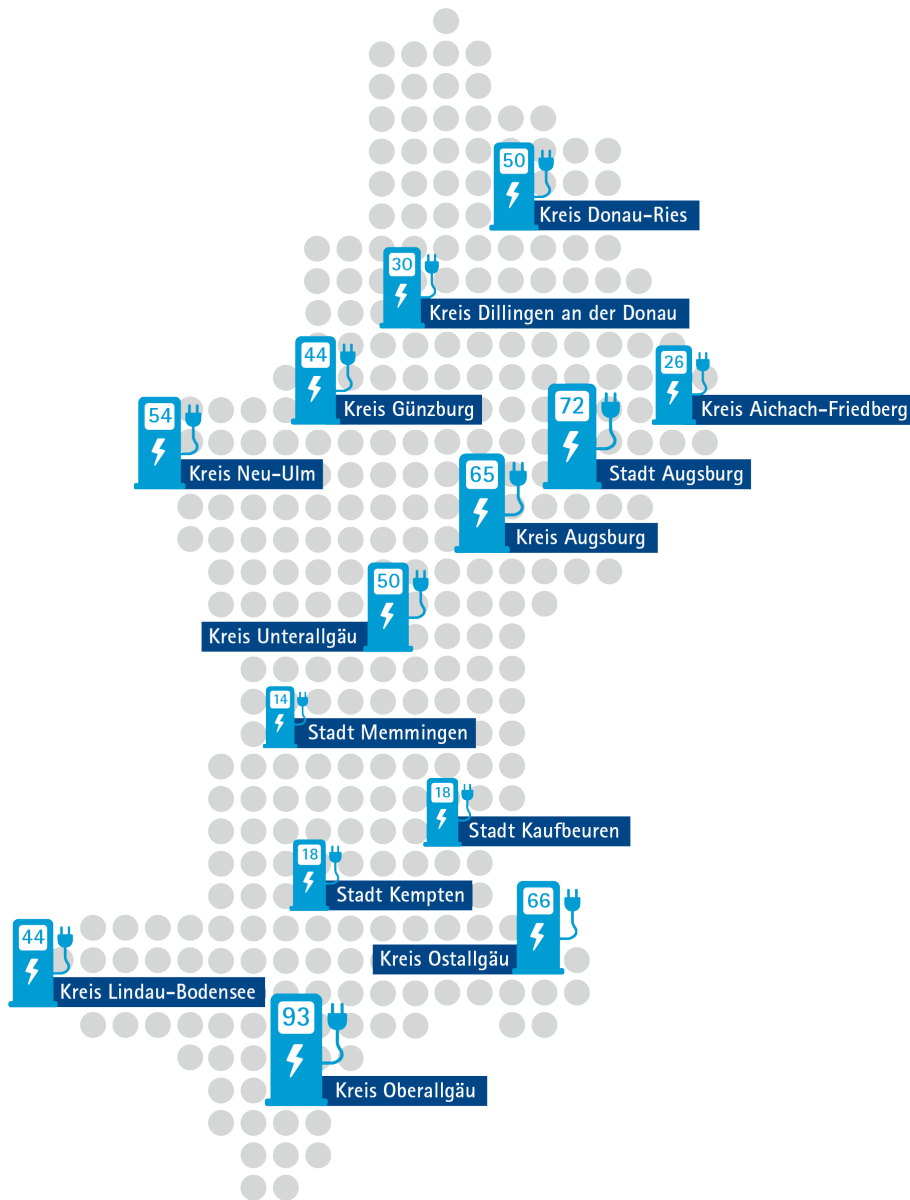 50
Kreis Donau-Ries
30
Kreis Dillingen an der Donau
44
Kreis Günzburg
26
Kreis Aichach-Friedberg
72
Stadt Augsburg
54
Kreis Neu-Ulm
65
Kreis Augsburg
50
Kreis Unterallgäu
14
Stadt Memmingen
18
Stadt Kaufbeuren
18
Stadt Kempten
66
Kreis Ostallgäu
44
Kreis Lindau-Bodensee
93
Kreis Oberallgäu